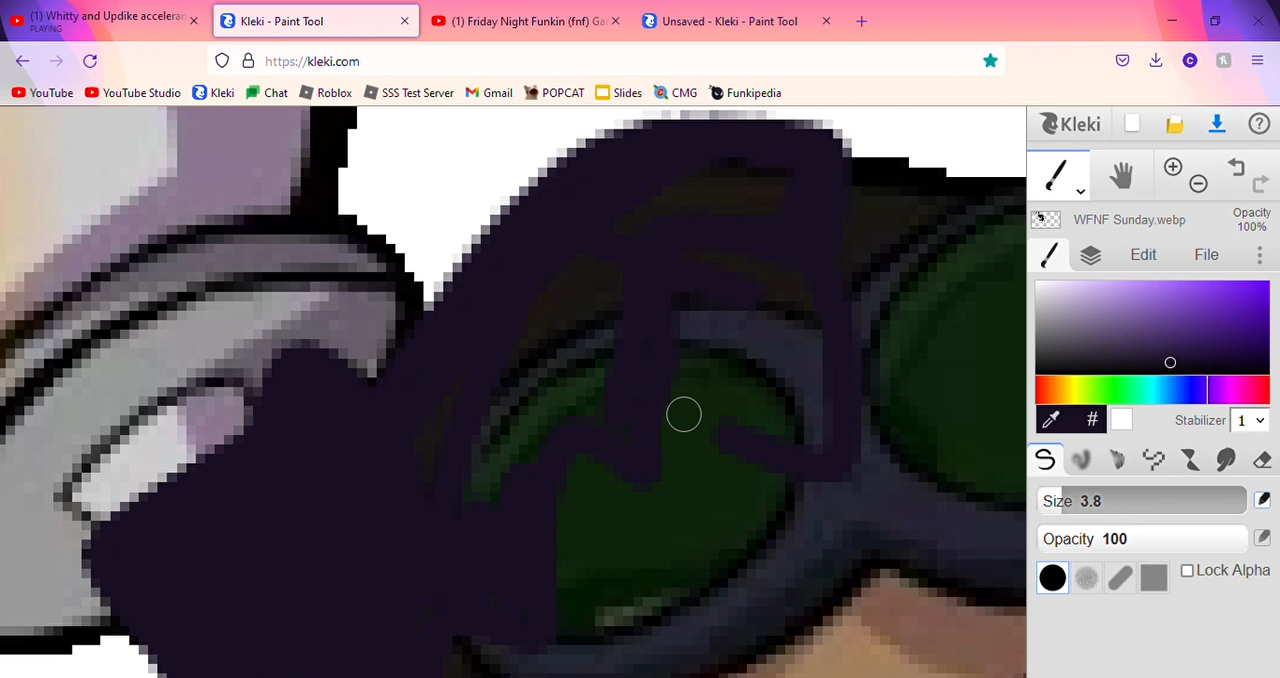 (1) Whitty and Updike acceleran
PLAYING
Kleki - Paint Tool
(1) Friday Night Funkin (fnf) Ga
Unsaved - Kleki - Paint Tool
https://kleki.com
YouTube YouTube Studio Kleki Chat Roblox SSS Test Server Gmail POPCAT Slides CMG Funkipedia
Kleki
WFNF Sunday.webp
Opacity
100%
Edit File
# Stabilizer 1
Size 3.8
Opacity 100
Lock Alpha